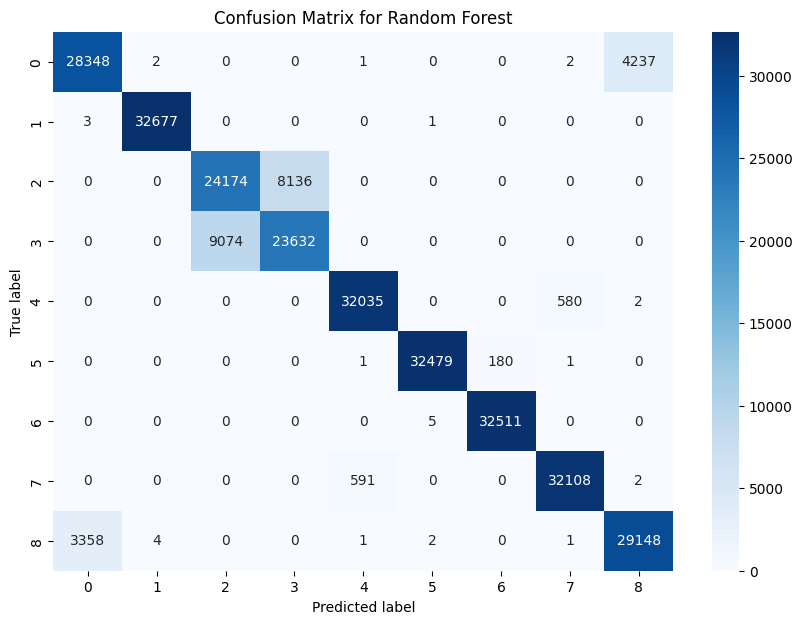 Confusion Matrix for Random Forest
0 28348 2 0 0 1 0 0 2 4237
1 3 32677 0 0 0 1 0 0 0
2 0 0 24174 8136 0 0 0 0 0
3 0 0 9074 23632 0 0 0 0 0
4 0 0 0 0 32035 0 0 580 2
5 0 0 0 0 1 32479 180 1 0
6 0 0 0 0 0 5 32511 0 0
7 0 0 0 0 591 0 0 32108 2
8 3358 4 0 0 1 2 0 1 29148
0 1 2 3 4 5 6 7 8
Predicted label
True label
30000
25000
20000
15000
10000
5000
0